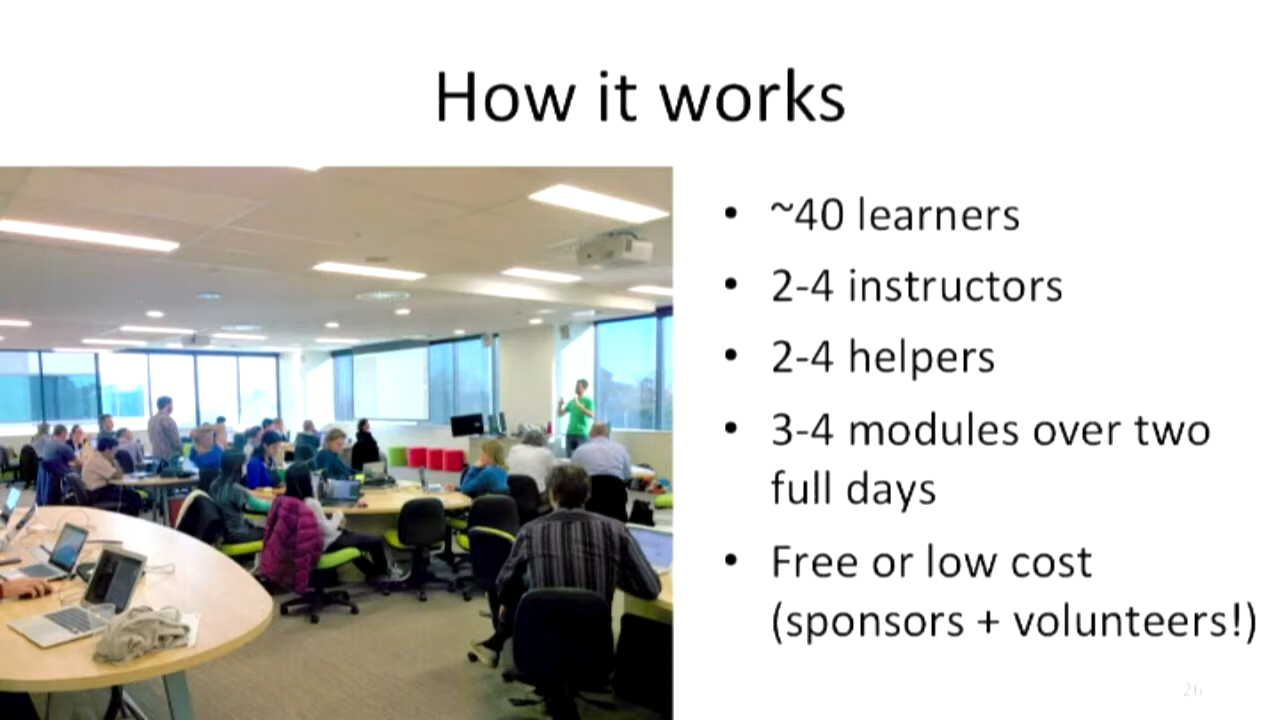 How it works
• ~40 learners
• 2-4 instructors
• 2-4 helpers
• 3-4 modules over two
full days
• Free or low cost
(sponsors + volunteers!)
26